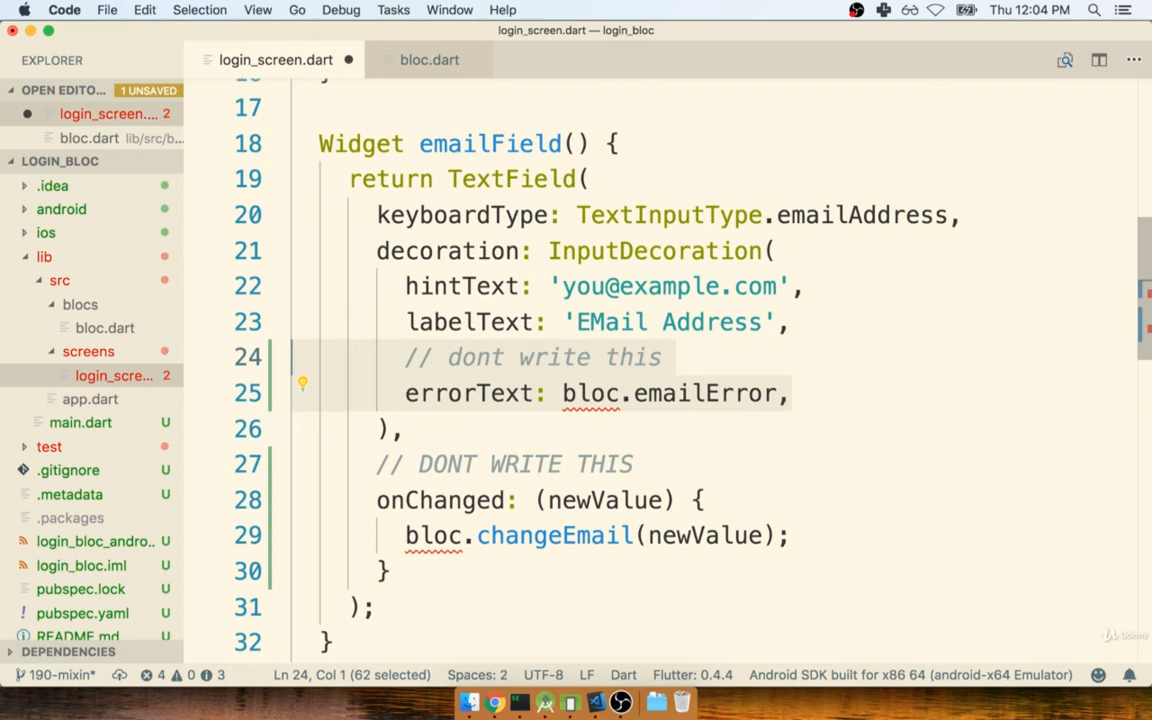 Code File Edit Selection View Go Debug Tasks Window Help Thu 12:04 PM
login_screen.dart — login_bloc
EXPLORER login_screen.dart bloc.dart
OPEN EDITO... 1 UNSAVED
login_screen.... 2
bloc.dart lib/src/b...
LOGIN_BLOC
.idea
android
ios
lib
src
blocs
bloc.dart
screens
login_scre... 2
app.dart
main.dart U
test
.gitignore U
.metadata U
.packages
login_bloc_andro.. U
login_bloc.iml U
pubspec.lock U
pubspec.yaml U
README.md U
DEPENDENCIES
17
18 Widget emailField() {
19 return TextField(
20 keyboardType: TextInputType.emailAddress,
21 decoration: InputDecoration(
22 hintText: 'you@example.com',
23 labelText: 'EMail Address',
24 // dont write this
25 errorText: bloc.emailError,
26 ),
27 // DONT WRITE THIS
28 onChanged: (newValue) {
29 bloc.changeEmail(newValue);
30 }
31 );
32 }
Udemy
190-mixin* 4 0 3 Ln 24, Col 1 (62 selected) Spaces: 2 UTF-8 LF Dart Flutter: 0.4.4 Android SDK built for x86 64 (android-x64 Emulator)